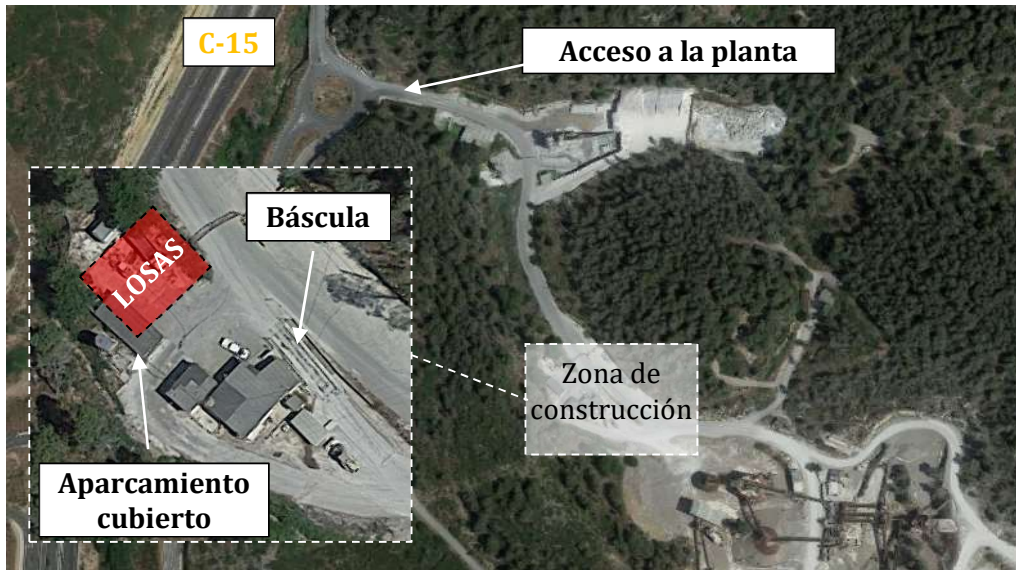 C-15
Acceso a la planta
Báscula
LOSAS
Zona de
construcción
Aparcamiento
cubierto